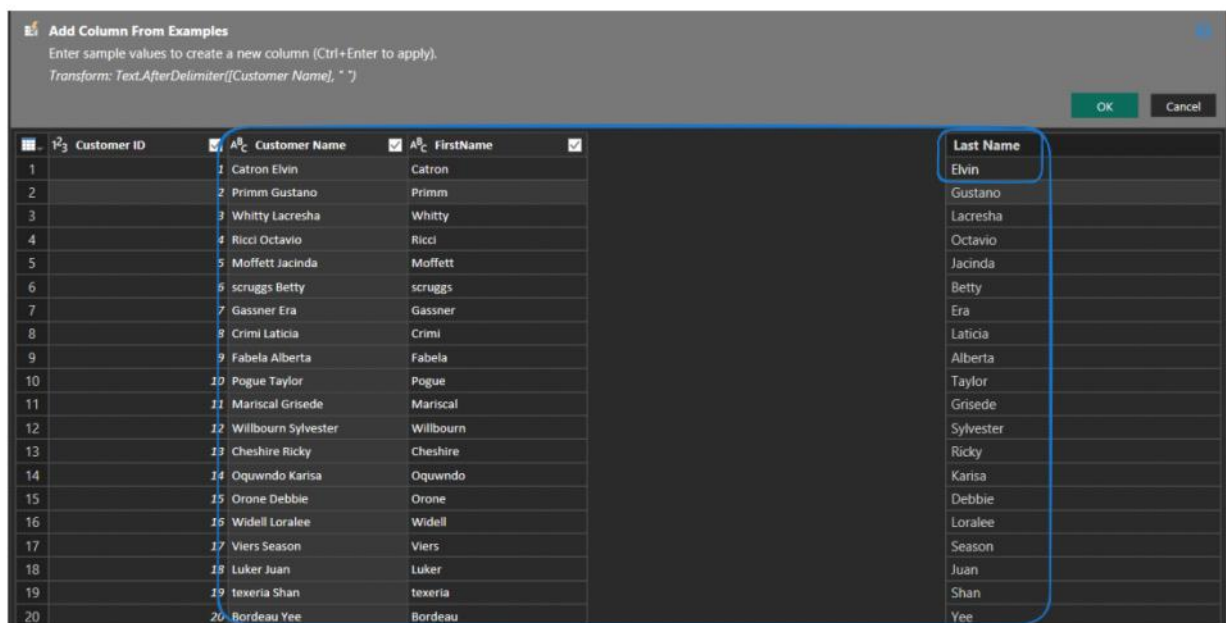 Add Column From Examples
Enter sample values to create a new column (Ctrl+Enter to apply).
Transform: Text.AfterDelimiter([Customer Name], " ")
OK Cancel
1²3 Customer ID ABC Customer Name ABC FirstName Last Name
1 1 Catron Elvin Catron Elvin
2 2 Primm Gustano Primm Gustano
3 3 Whitty Lacresha Whitty Lacresha
4 4 Ricci Octavio Ricci Octavio
5 5 Moffett Jacinda Moffett Jacinda
6 6 scruggs Betty scruggs Betty
7 7 Gassner Era Gassner Era
8 8 Crimi Laticia Crimi Laticia
9 9 Fabela Alberta Fabela Alberta
10 10 Pogue Taylor Pogue Taylor
11 11 Mariscal Grisede Mariscal Grisede
12 12 Willbourn Sylvester Willbourn Sylvester
13 13 Cheshire Ricky Cheshire Ricky
14 14 Oquwndo Karisa Oquwndo Karisa
15 15 Orone Debbie Orone Debbie
16 16 Widell Loralee Widell Loralee
17 17 Viers Season Viers Season
18 18 Luker Juan Luker Juan
19 19 texeria Shan texeria Shan
20 20 Bordeau Yee Bordeau Yee